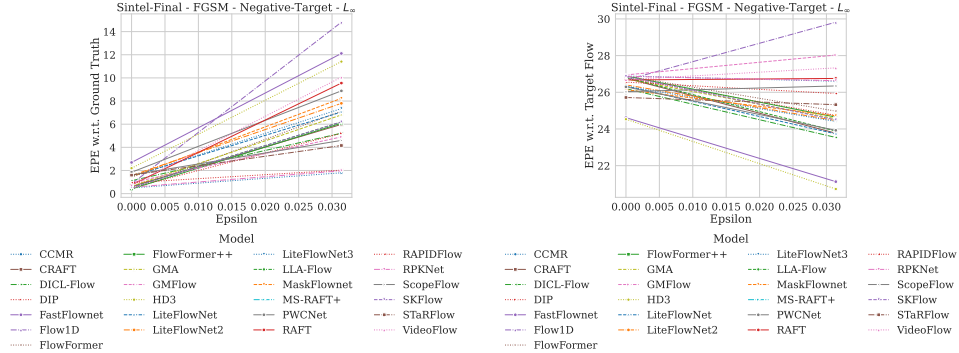 Sintel-Final - FGSM - Negative-Target - L∞
EPE w.r.t. Ground Truth
14
12
10
8
6
4
2
0
0.000 0.005 0.010 0.015 0.020 0.025 0.030
Epsilon
Model
CCMR FlowFormer++ LiteFlowNet3 RAPIDFlow
CRAFT GMA LLA-Flow RPKNet
DICL-Flow GMFlow MaskFlownet ScopeFlow
DIP HD3 MS-RAFT+ SKFlow
FastFlownet LiteFlowNet PWCNet STaRFlow
Flow1D LiteFlowNet2 RAFT VideoFlow
FlowFormer
Sintel-Final - FGSM - Negative-Target - L∞
EPE w.r.t. Target Flow
30
28
26
24
22
0.000 0.005 0.010 0.015 0.020 0.025 0.030
Epsilon
Model
CCMR FlowFormer++ LiteFlowNet3 RAPIDFlow
CRAFT GMA LLA-Flow RPKNet
DICL-Flow GMFlow MaskFlownet ScopeFlow
DIP HD3 MS-RAFT+ SKFlow
FastFlownet LiteFlowNet PWCNet STaRFlow
Flow1D LiteFlowNet2 RAFT VideoFlow
FlowFormer